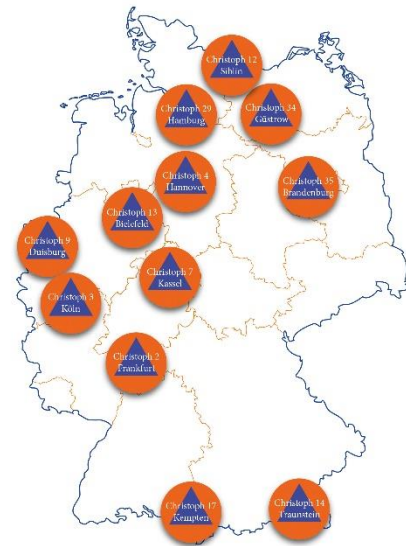 Christoph 12
Siblin
Christoph 29
Hamburg
Christoph 34
Güstrow
Christoph 4
Hannover
Christoph 35
Brandenburg
Christoph 13
Bielefeld
Christoph 9
Duisburg
Christoph 7
Kassel
Christoph 3
Köln
Christoph 2
Frankfurt
Christoph 17
Kempten
Christoph 14
Traunstein